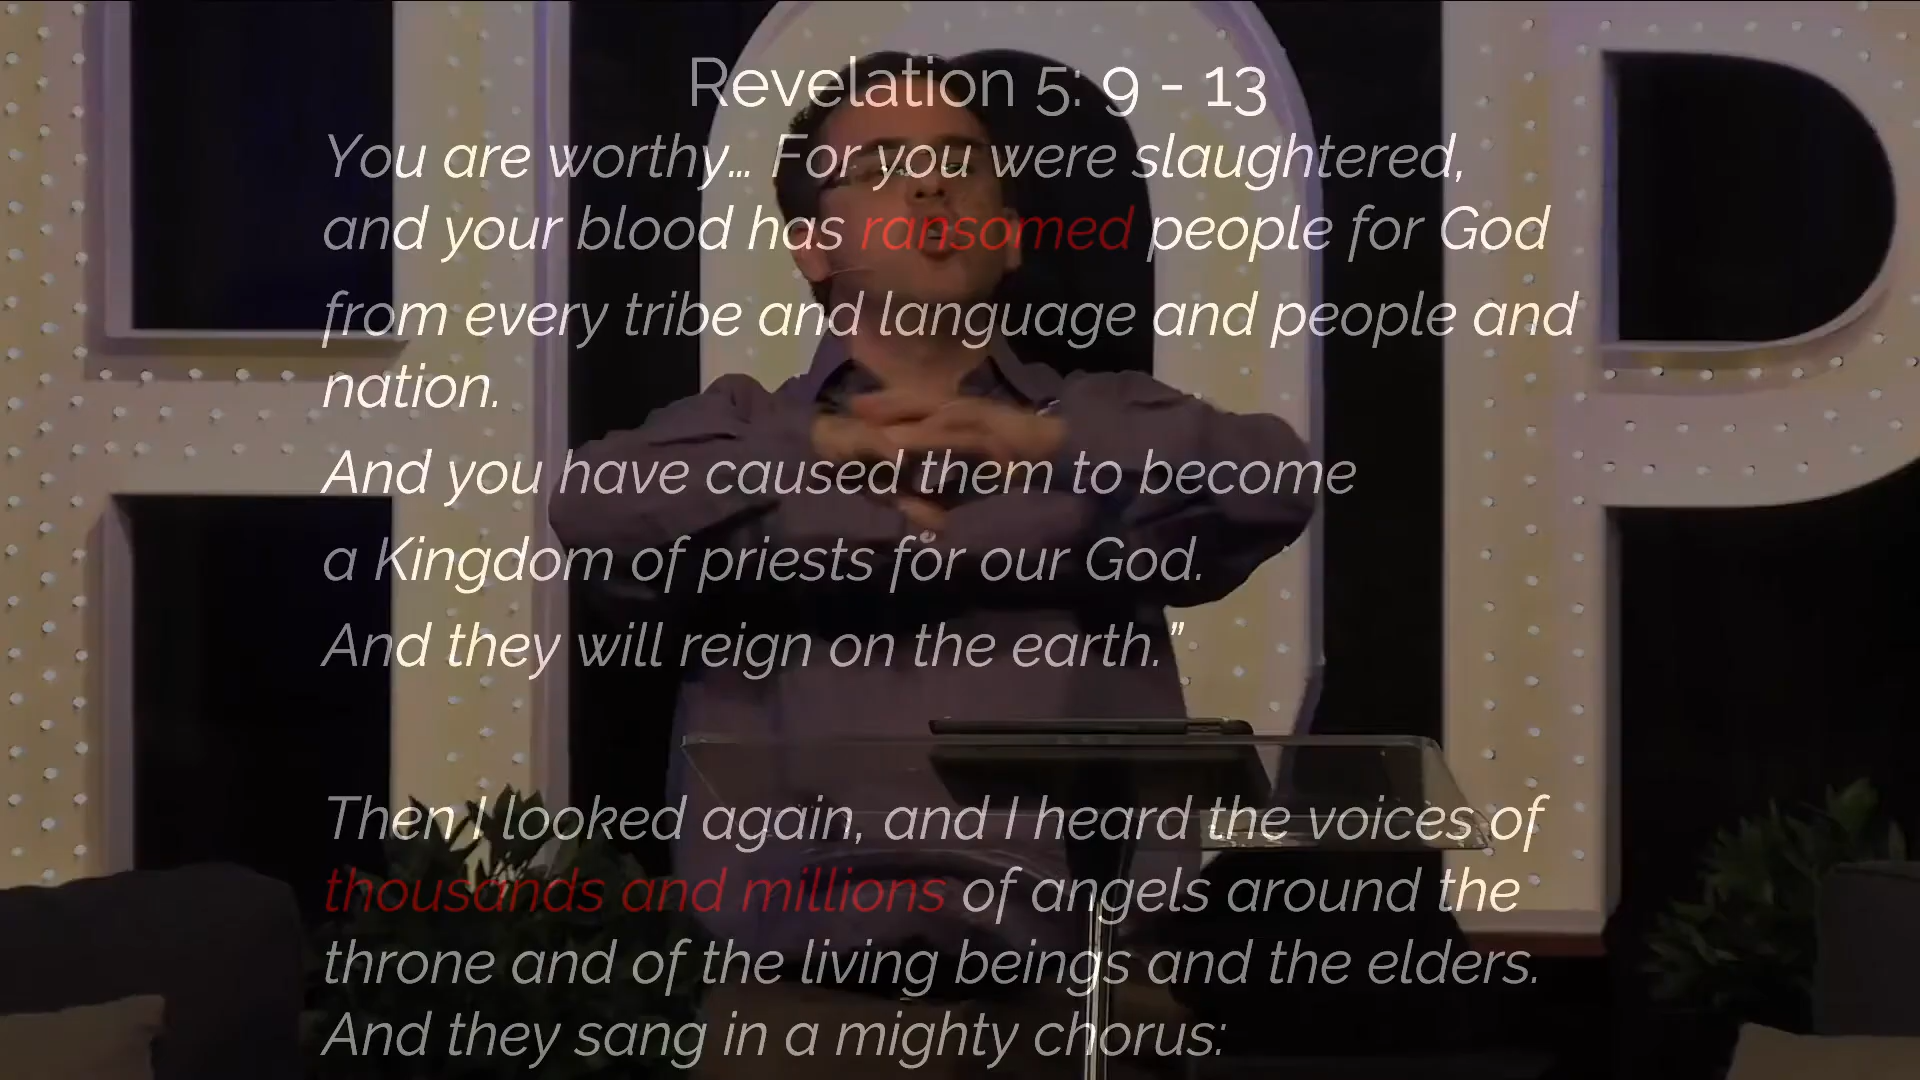 Revelation 5: 9 - 13
You are worthy… For you were slaughtered,
and your blood has ransomed people for God
from every tribe and language and people and
nation.
And you have caused them to become
a Kingdom of priests for our God.
And they will reign on the earth.”
Then I looked again, and I heard the voices of
thousands and millions of angels around the
throne and of the living beings and the elders.
And they sang in a mighty chorus:
HOP